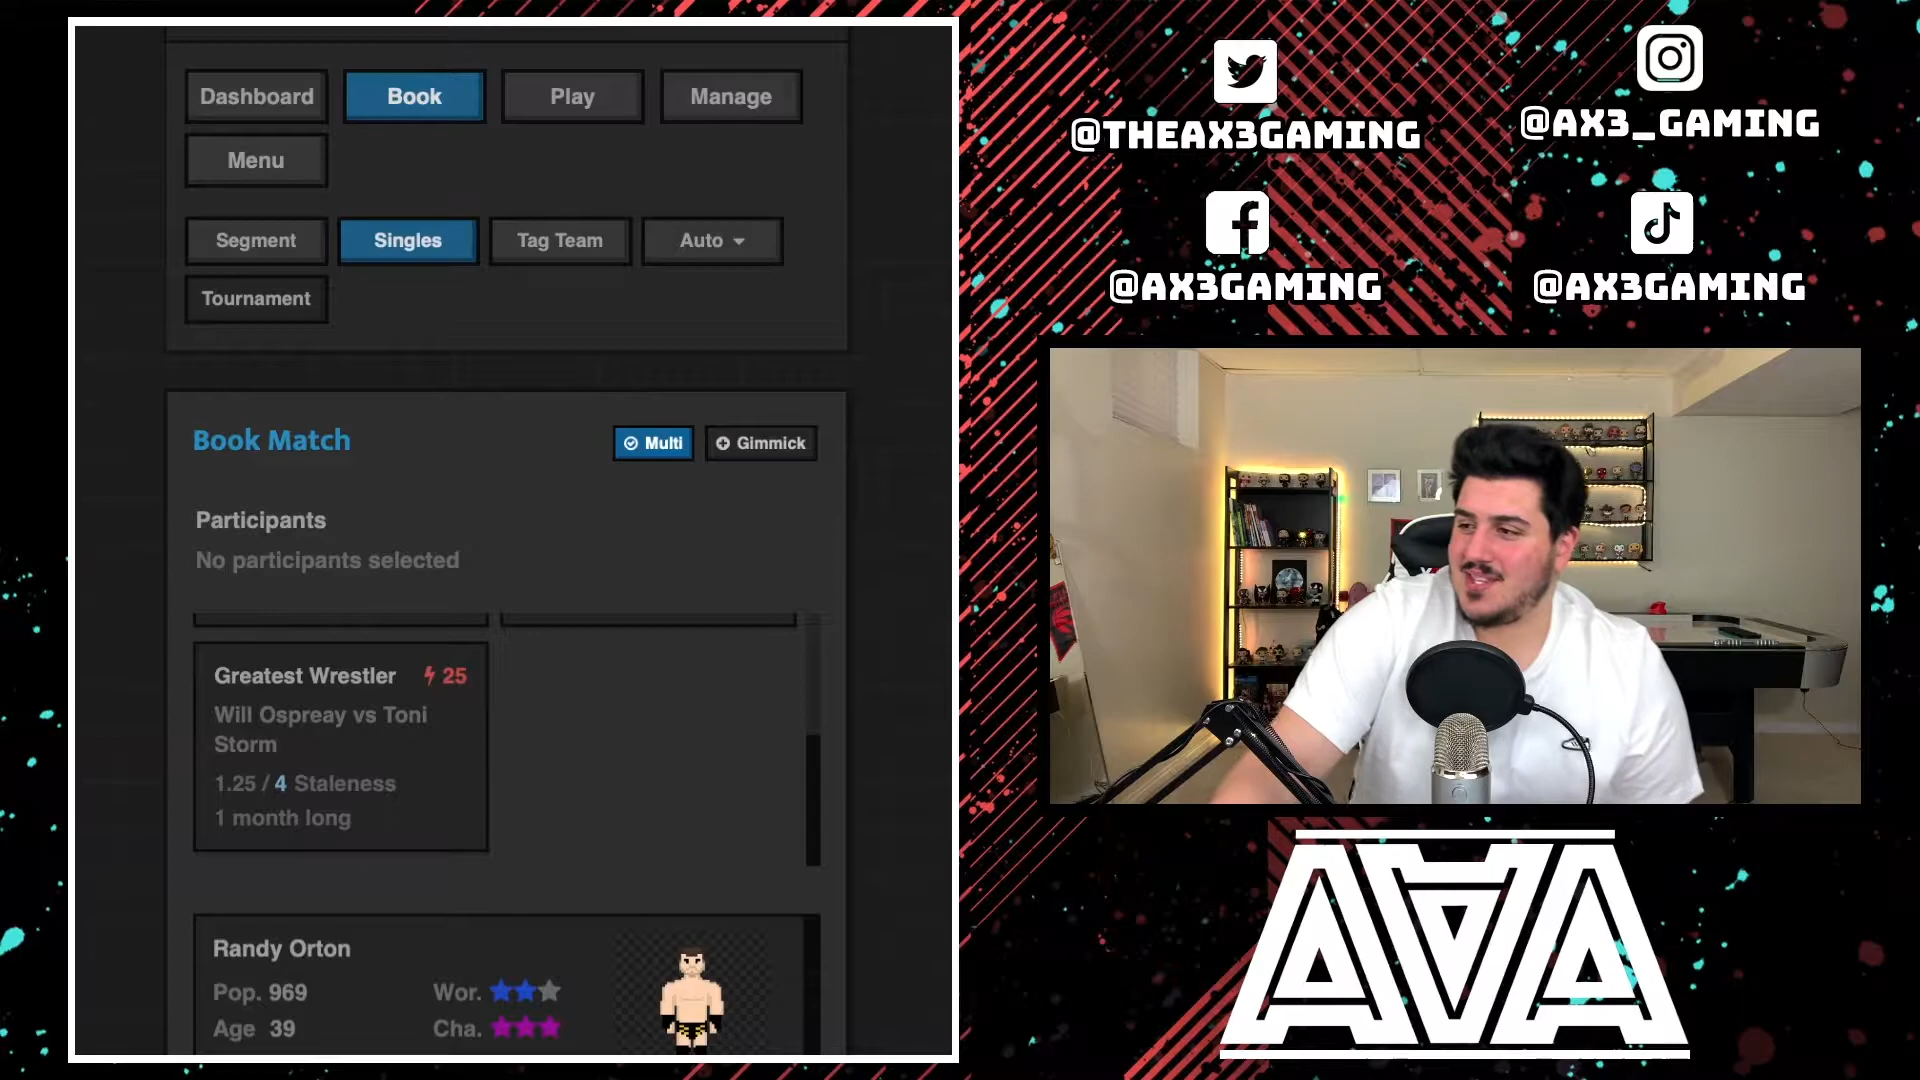 Dashboard
Book
Play
Manage
Menu
Segment
Singles
Tag Team
Auto
Tournament
Book Match
Multi
Gimmick
Participants
No participants selected
Greatest Wrestler
25
Will Ospreay vs Toni
Storm
1.25 / 4 Staleness
1 month long
Randy Orton
Pop. 969
Wor.
Age 39
Cha.
@THEAX3GAMING
@AX3_GAMING
@AX3GAMING
@AX3GAMING